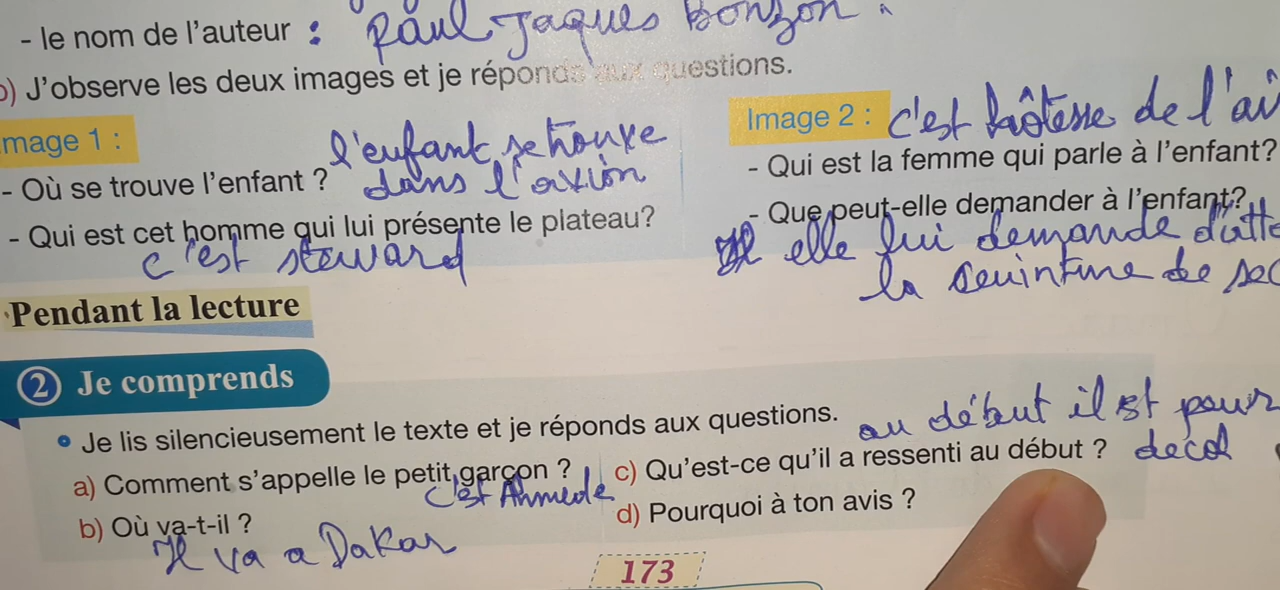 - le nom de l'auteur : Paul Jaques Bonzon.
b) J'observe les deux images et je réponds aux questions.
mage 1 :
l'enfant se trouve
dans l'avion
- Où se trouve l'enfant ?
- Qui est cet homme qui lui présente le plateau?
c'est steward
Image 2 : c'est hôtesse de l'ai
- Qui est la femme qui parle à l'enfant?
- Que peut-elle demander à l'enfant?
elle lui demande d'atta
la de sec
Pendant la lecture
2 Je comprends
• Je lis silencieusement le texte et je réponds aux questions.
a) Comment s'appelle le petit garçon ?
c'est Ahmede
b) Où va-t-il ?
Il va a Dakar
au début il est
c) Qu'est-ce qu'il a ressenti au début ? decol
d) Pourquoi à ton avis ?
173